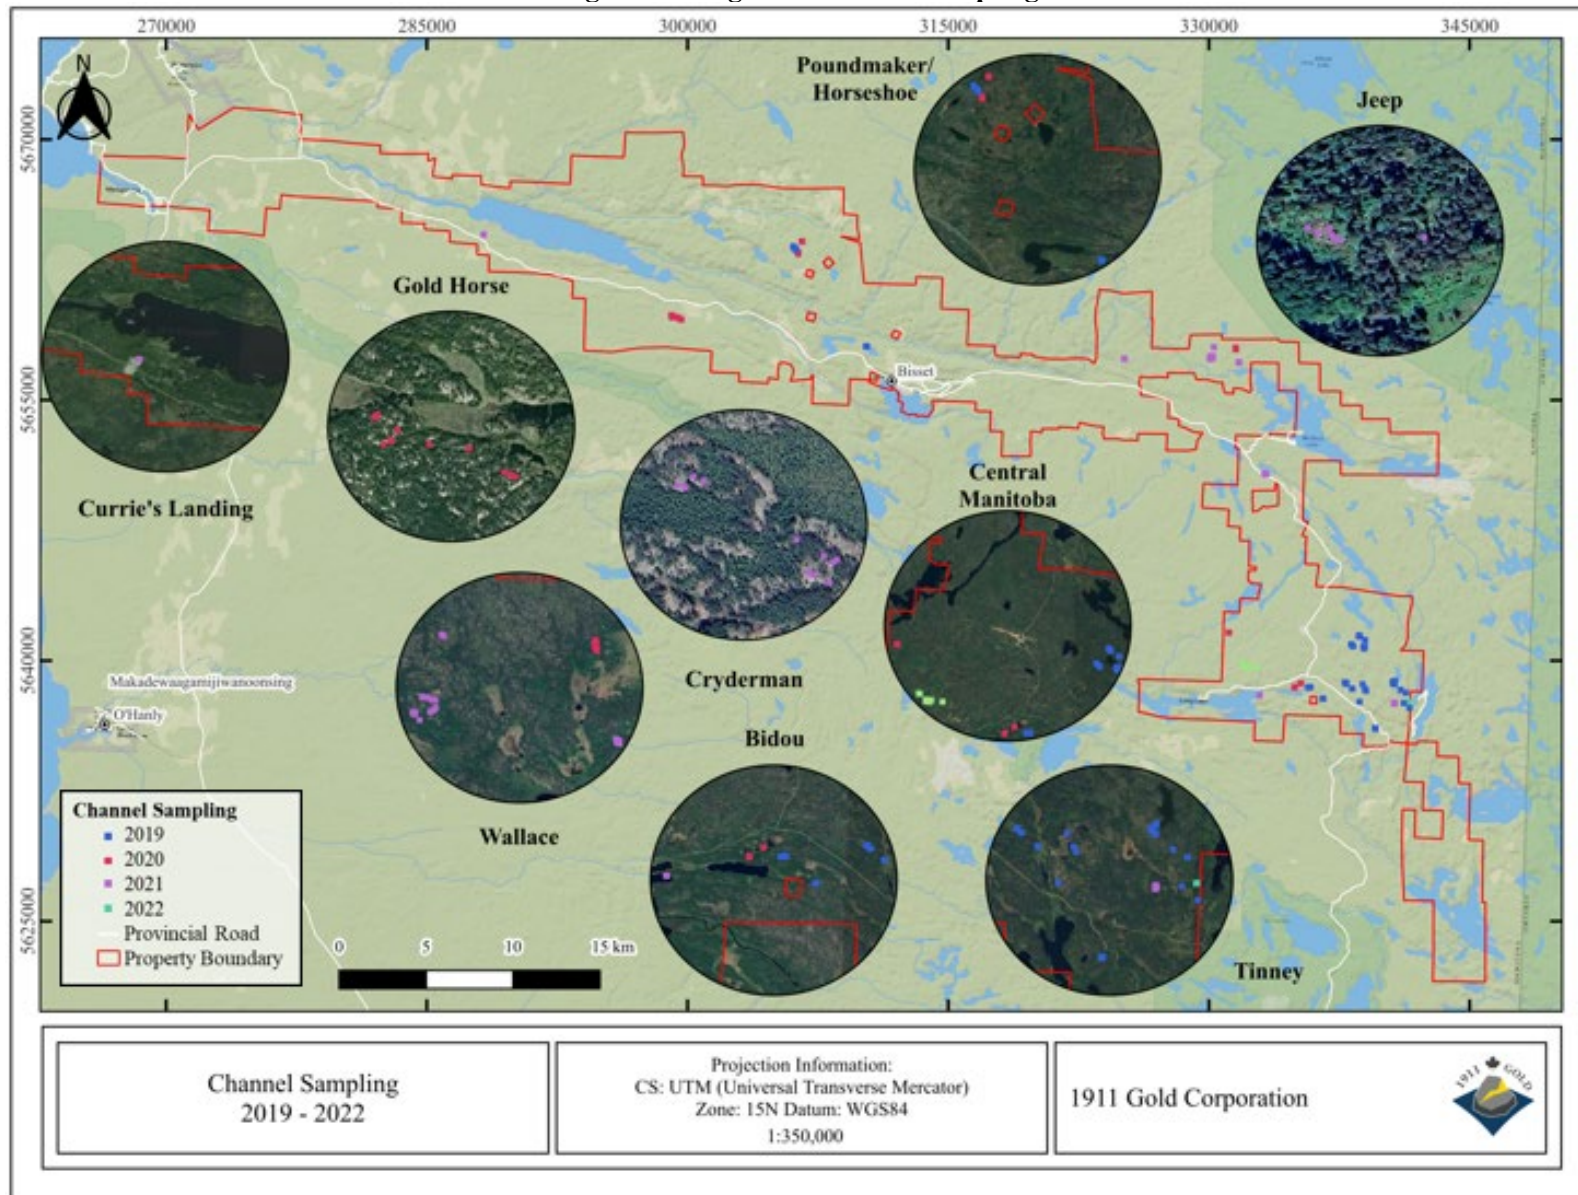 270000
285000
300000
315000
330000
345000
5670000
5655000
5640000
5625000
N
Poundmaker/
Horseshoe
Jeep
Gold Horse
Bisset
Currie's Landing
Central
Manitoba
Cryderman
Makadewaagamijiwanoonsing
O'Hanly
Bidou
Wallace
Tinney
Channel Sampling
2019
2020
2021
2022
Provincial Road
Property Boundary
0 5 10 15 km
Channel Sampling
2019 - 2022
Projection Information:
CS: UTM (Universal Transverse Mercator)
Zone: 15N Datum: WGS84
1:350,000
1911 Gold Corporation
1911 GOLD